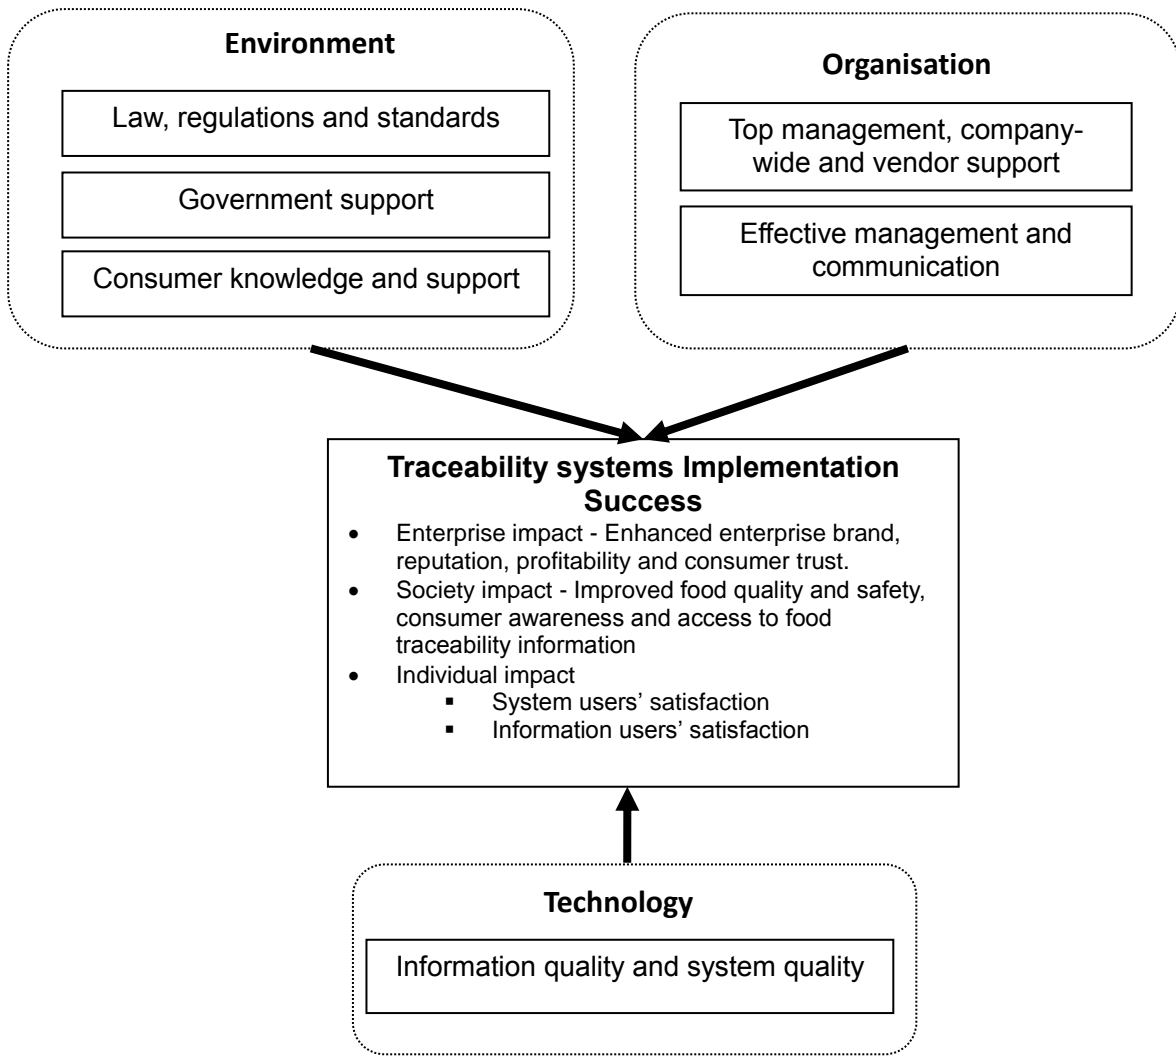 Environment
Law, regulations and standards
Government support
Consumer knowledge and support
Organisation
Top management, company-
wide and vendor support
Effective management and
communication
Traceability systems Implementation
Success
• Enterprise impact - Enhanced enterprise brand,
reputation, profitability and consumer trust.
• Society impact - Improved food quality and safety,
consumer awareness and access to food
traceability information
• Individual impact
▪ System users’ satisfaction
▪ Information users’ satisfaction
Technology
Information quality and system quality